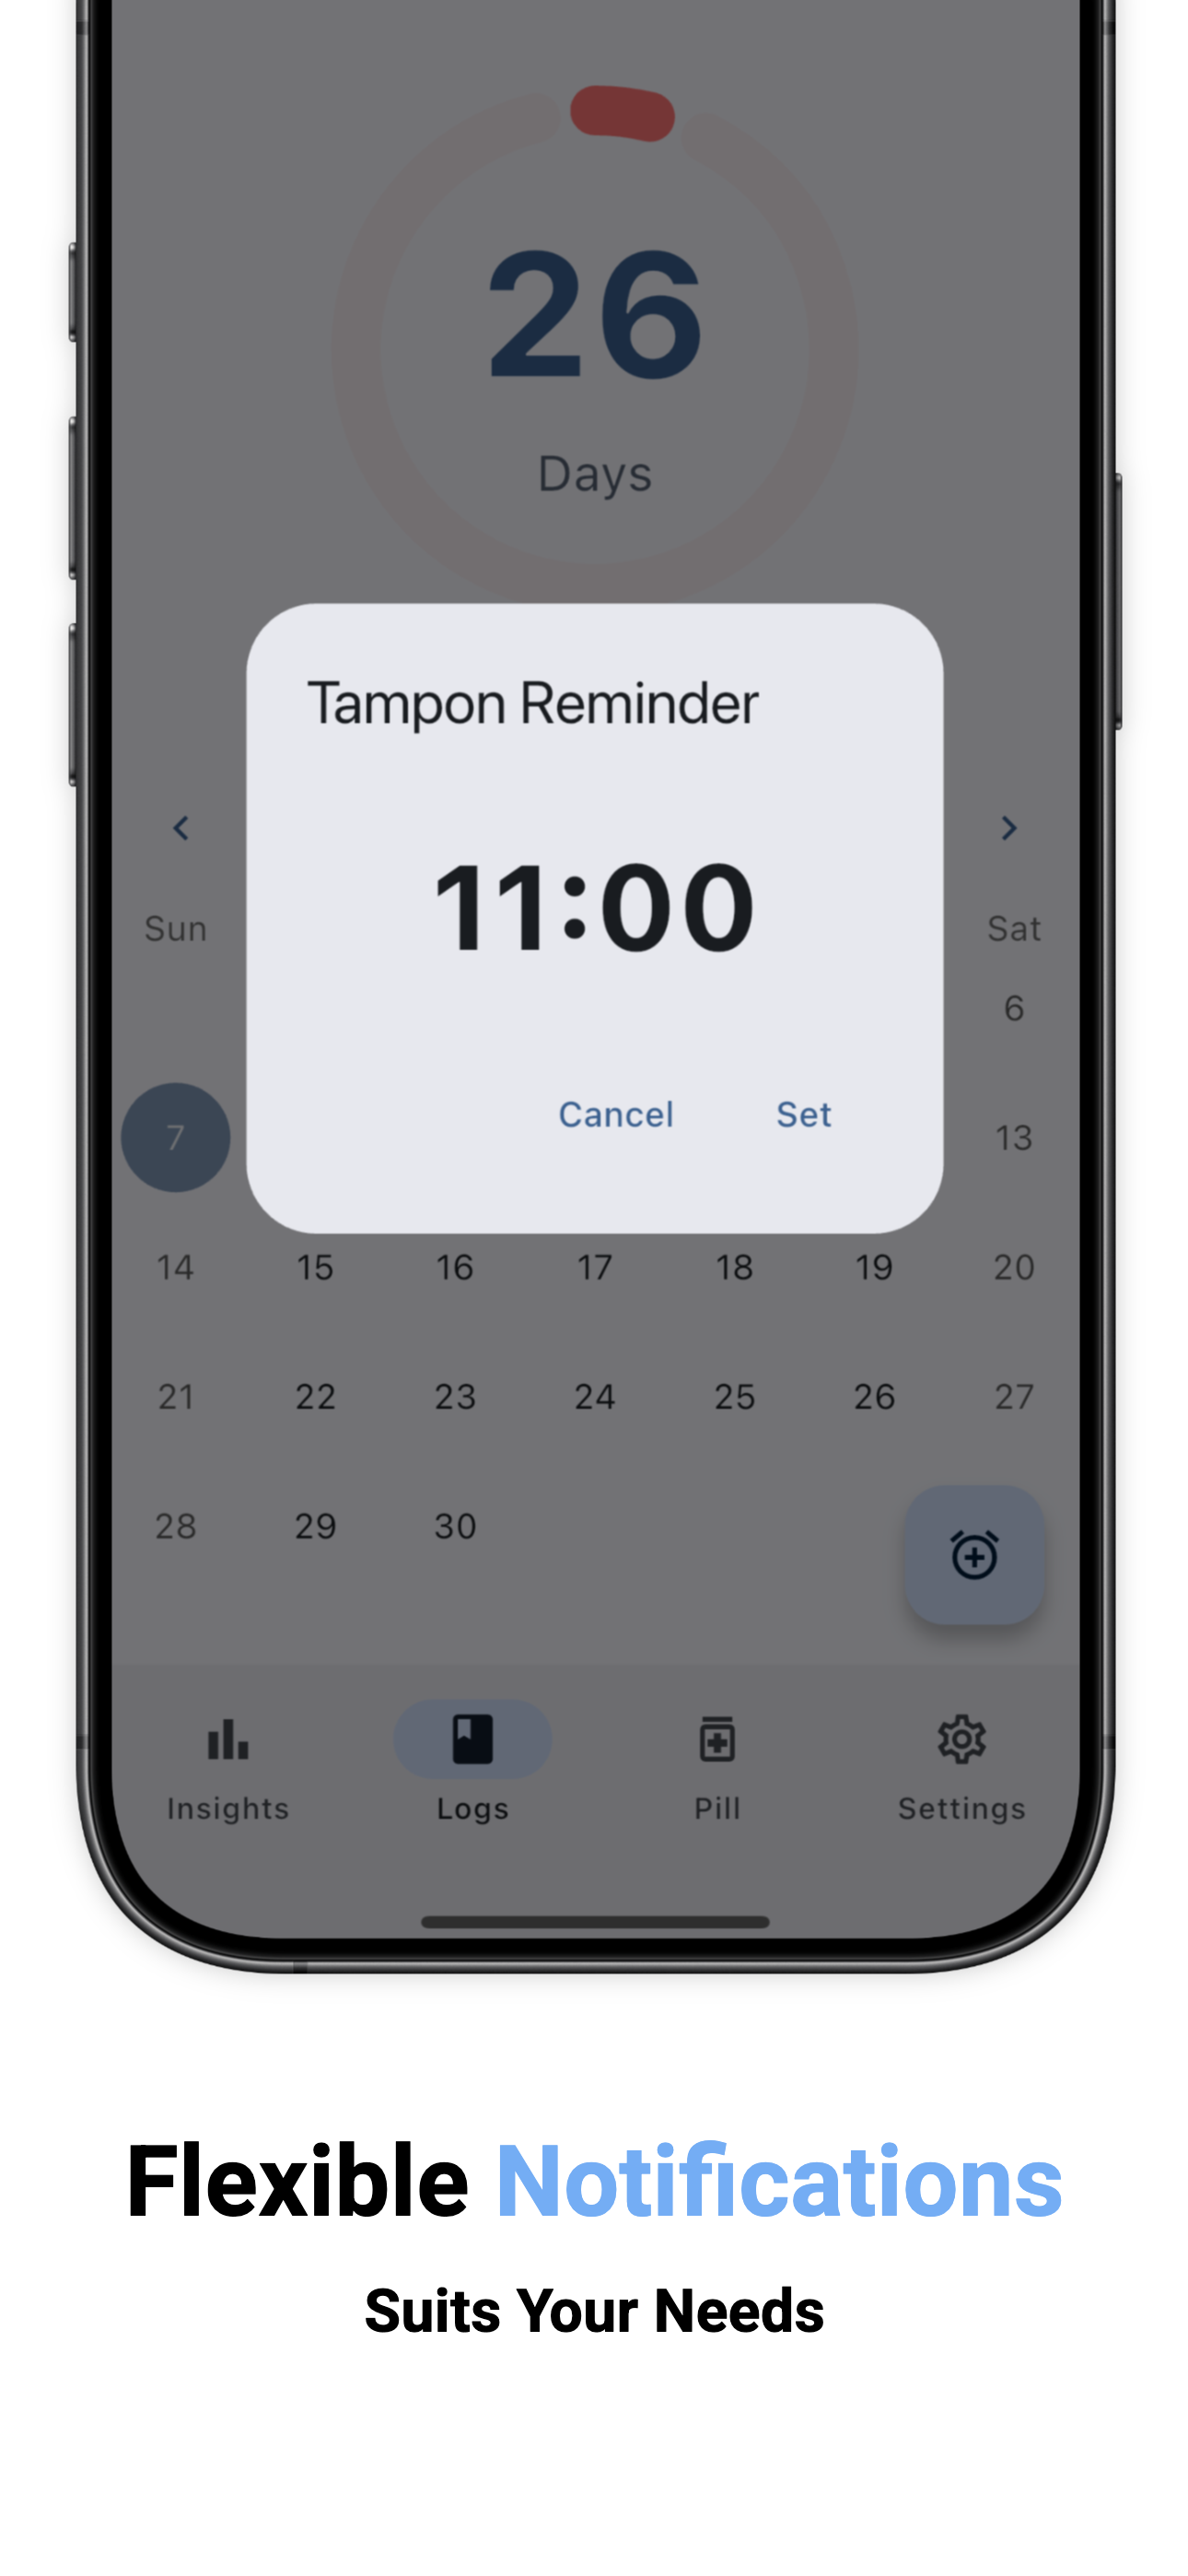 26
Days
Tampon Reminder
11:00
Cancel Set
Sun Sat
6
7 13
14 15 16 17 18 19 20
21 22 23 24 25 26 27
28 29 30
Insights Logs Pill Settings
Flexible Notifications
Suits Your Needs